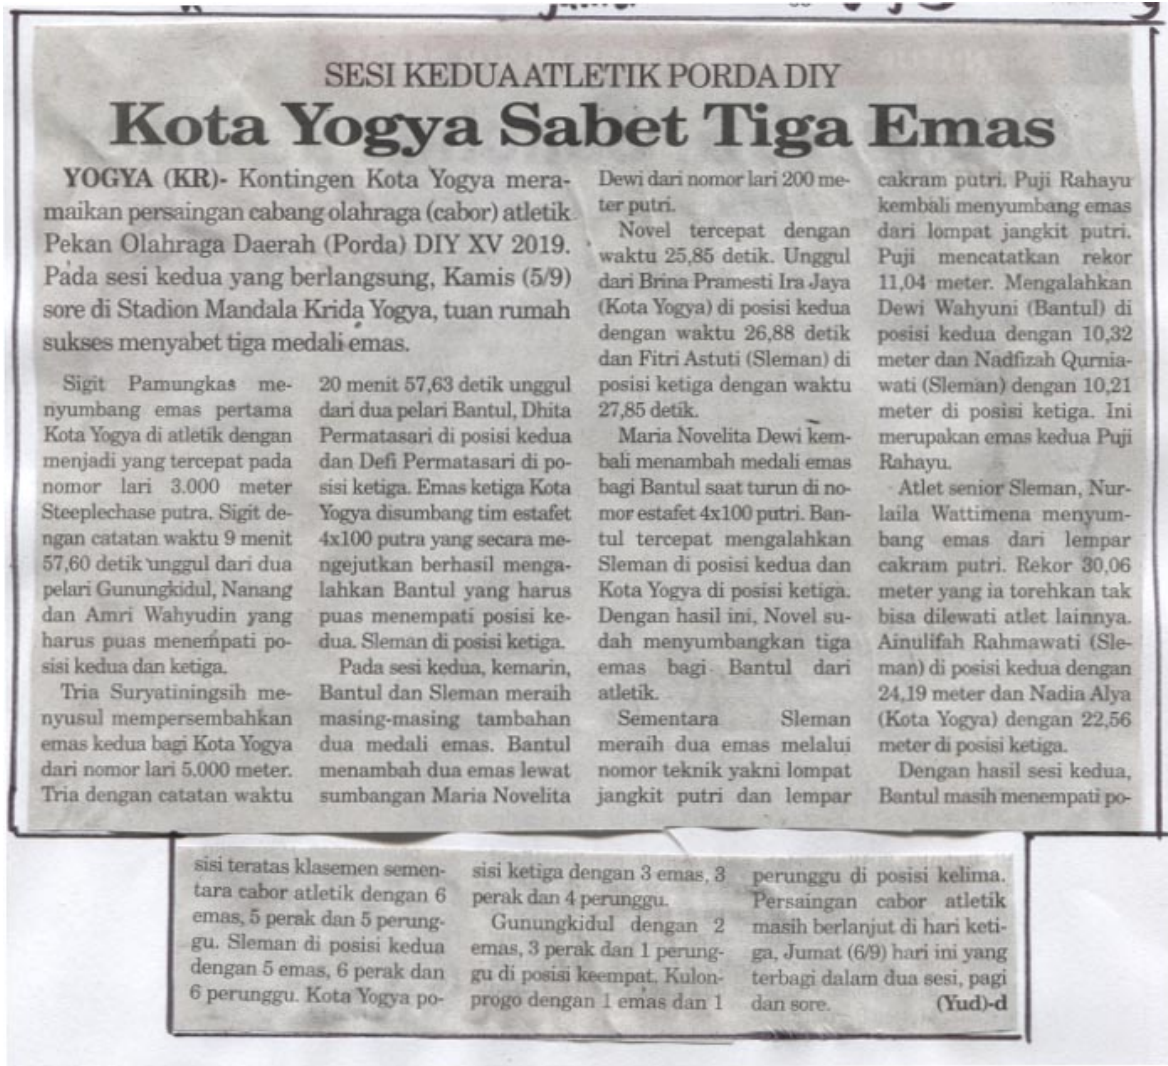 SESI KEDUA ATLETIK PORDA DIY
Kota Yogya Sabet Tiga Emas
YOGYA (KR)- Kontingen Kota Yogya mera-
maikan persaingan cabang olahraga (cabor) atletik
Pekan Olahraga Daerah (Porda) DIY XV 2019.
Pada sesi kedua yang berlangsung, Kamis (5/9)
sore di Stadion Mandala Krida Yogya, tuan rumah
sukses menyabet tiga medali emas.
Sigit Pamungkas me-
nyumbang emas pertama
Kota Yogya di atletik dengan
menjadi yang tercepat pada
nomor lari 3.000 meter
Steeplechase putra. Sigit de-
ngan catatan waktu 9 menit
57,60 detik unggul dari dua
pelari Gunungkidul, Nanang
dan Amri Wahyudin yang
harus puas menempati po-
sisi kedua dan ketiga.
Tria Suryatiningsih me-
nyusul mempersembahkan
emas kedua bagi Kota Yogya
dari nomor lari 5.000 meter.
Tria dengan catatan waktu
20 menit 57,63 detik unggul
dari dua pelari Bantul, Dhita
Permatasari di posisi kedua
dan Defi Permatasari di po-
sisi ketiga. Emas ketiga Kota
Yogya disumbang tim estafet
4x100 putra yang secara me-
ngejutkan berhasil menga-
lahkan Bantul yang harus
puas menempati posisi ke-
dua. Sleman di posisi ketiga.
Pada sesi kedua, kemarin,
Bantul dan Sleman meraih
masing-masing tambahan
dua medali emas. Bantul
menambah dua emas lewat
sumbangan Maria Novelita
Dewi dari nomor lari 200 me-
ter putri.
Novel tercepat dengan
waktu 25,85 detik. Unggul
dari Brina Pramesti Ira Jaya
(Kota Yogya) di posisi kedua
dengan waktu 26,88 detik
dan Fitri Astuti (Sleman) di
posisi ketiga dengan waktu
27,85 detik.
Maria Novelita Dewi kem-
bali menambah medali emas
bagi Bantul saat turun di no-
mor estafet 4x100 putri. Ban-
tul tercepat mengalahkan
Sleman di posisi kedua dan
Kota Yogya di posisi ketiga.
Dengan hasil ini, Novel su-
dah menyumbangkan tiga
emas bagi Bantul dari
atletik.
Sementara Sleman
meraih dua emas melalui
nomor teknik yakni lompat
jangkit putri dan lempar
cakram putri. Puji Rahayu
kembali menyumbang emas
dari lompat jangkit putri.
Puji mencatatkan rekor
11,04 meter. Mengalahkan
Dewi Wahyuni (Bantul) di
posisi kedua dengan 10,32
meter dan Nadfizah Qurnia-
wati (Sleman) dengan 10,21
meter di posisi ketiga. Ini
merupakan emas kedua Puji
Rahayu.
Atlet senior Sleman, Nur-
laila Wattimena menyum-
bang emas dari lempar
cakram putri. Rekor 30,06
meter yang ia torehkan tak
bisa dilewati atlet lainnya.
Ainulifah Rahmawati (Sle-
man) di posisi kedua dengan
24,19 meter dan Nadia Alya
(Kota Yogya) dengan 22,56
meter di posisi ketiga.
Dengan hasil sesi kedua,
Bantul masih menempati po-
sisi teratas klasemen semen-
tara cabor atletik dengan 6
emas, 5 perak dan 5 perung-
gu. Sleman di posisi kedua
dengan 5 emas, 6 perak dan
6 perunggu. Kota Yogya po-
sisi ketiga dengan 3 emas, 3
perak dan 4 perunggu.
Gunungkidul dengan 2
emas, 3 perak dan 1 perung-
gu di posisi keempat. Kulon-
progo dengan 1 emas dan 1
perunggu di posisi kelima.
Persaingan cabor atletik
masih berlanjut di hari keti-
ga, Jumat (6/9) hari ini yang
terbagi dalam dua sesi, pagi
dan sore. (Yud)-d